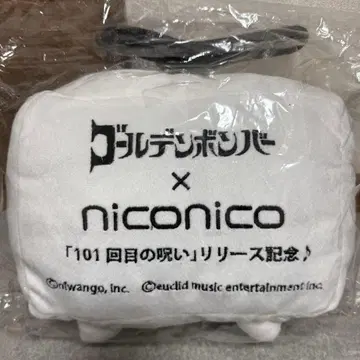 ゴールデンボンバー
×
niconico
「101回目の呪い」リリース記念♪
©niwango, inc. ©euclid music entertainment inc.